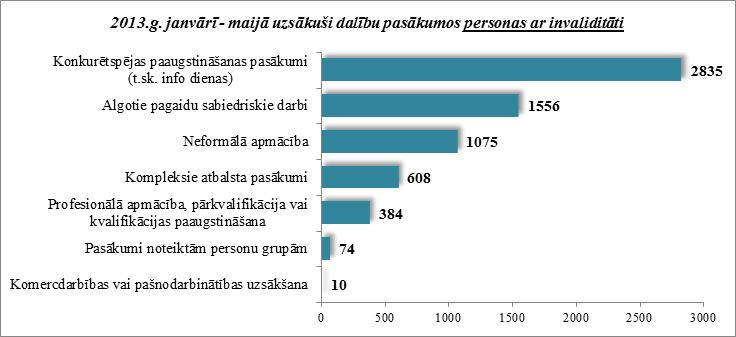 2013.g. janvārī - maijā uzsākuši dalību pasākumos personas ar invaliditāti
Konkurētspējas paaugstināšanas pasākumi
(t.sk. info dienas)
2835
Algotie pagaidu sabiedriskie darbi
1556
Neformālā apmācība
1075
Kompleksie atbalsta pasākumi
608
Profesionālā apmācība, pārkvalifikācija vai
kvalifikācijas paaugstināšana
384
Pasākumi noteiktām personu grupām
74
Komercdarbības vai pašnodarbinātības uzsākšana
10
0 500 1000 1500 2000 2500 3000